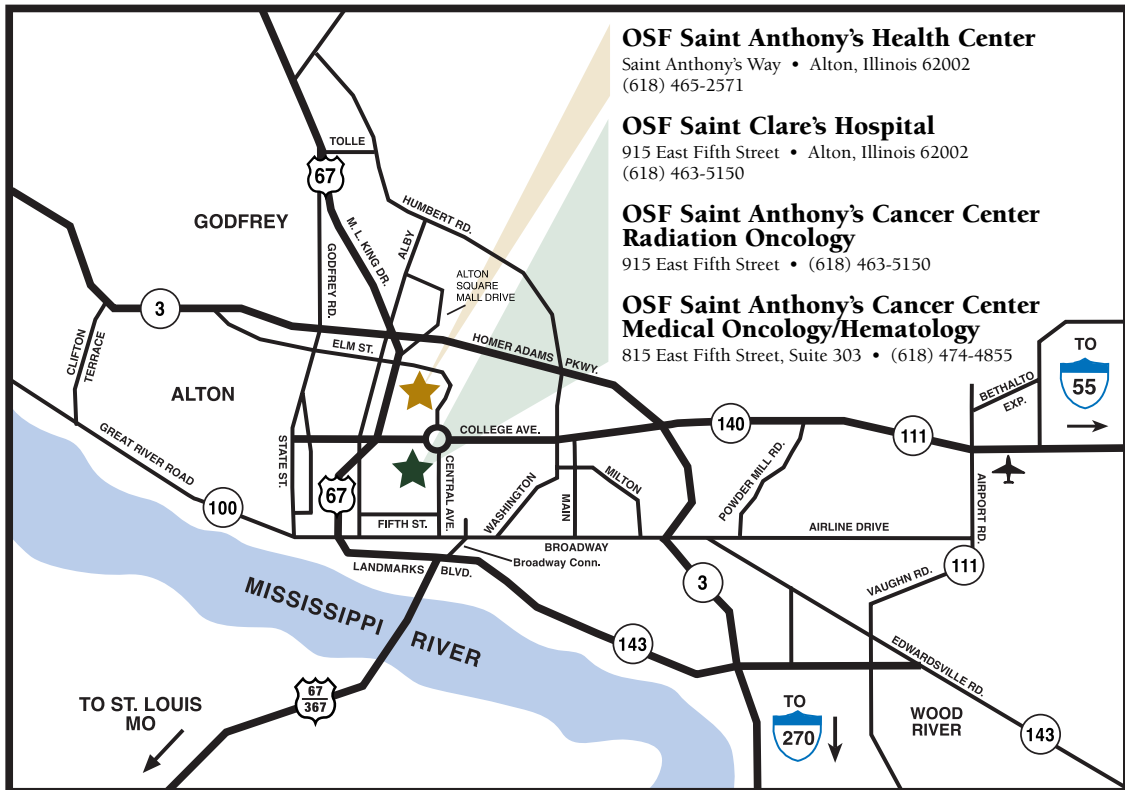 OSF Saint Anthony's Health Center
Saint Anthony's Way • Alton, Illinois 62002
(618) 465-2571
OSF Saint Clare's Hospital
915 East Fifth Street • Alton, Illinois 62002
(618) 463-5150
OSF Saint Anthony's Cancer Center
Radiation Oncology
915 East Fifth Street • (618) 463-5150
OSF Saint Anthony's Cancer Center
Medical Oncology/Hematology
815 East Fifth Street, Suite 303 • (618) 474-4855
TOLLE
67
GODFREY
HUMBERT RD.
M. L. KING DR.
ALBY
GODFREY RD.
ALTON
SQUARE
MALL DRIVE
3
CLIFTON
TERRACE
ELM ST.
HOMER ADAMS PKWY.
TO
55
BETHALTO
EXP.
ALTON
COLLEGE AVE.
140
111
GREAT RIVER ROAD
STATE ST.
CENTRAL AVE.
WASHINGTON
MAIN
MILTON
POWDER MILL RD.
AIRPORT RD.
67
100
FIFTH ST.
AIRLINE DRIVE
BROADWAY
Broadway Conn.
LANDMARKS BLVD.
111
VAUGHN RD.
3
MISSISSIPPI RIVER
143
EDWARDSVILLE RD.
67
367
TO ST. LOUIS
MO
TO
270
WOOD
RIVER
143